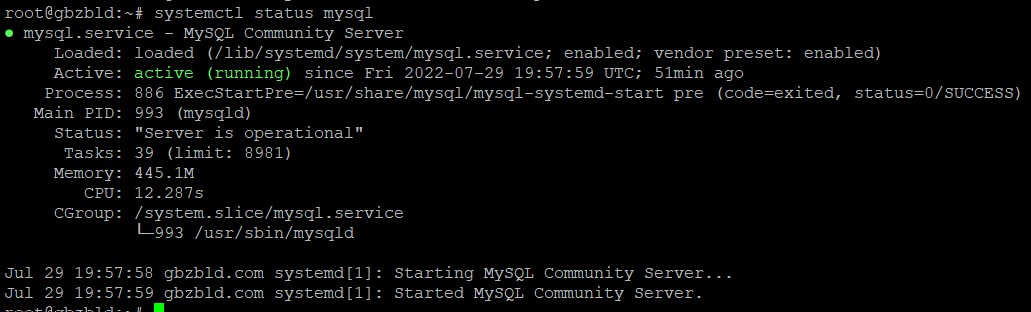 root@gbzbld:~# systemctl status mysql
● mysql.service - MySQL Community Server
Loaded: loaded (/lib/systemd/system/mysql.service; enabled; vendor preset: enabled)
Active: active (running) since Fri 2022-07-29 19:57:59 UTC; 51min ago
Process: 886 ExecStartPre=/usr/share/mysql/mysql-systemd-start pre (code=exited, status=0/SUCCESS)
Main PID: 993 (mysqld)
Status: "Server is operational"
Tasks: 39 (limit: 8981)
Memory: 445.1M
CPU: 12.287s
CGroup: /system.slice/mysql.service
└─993 /usr/sbin/mysqld
Jul 29 19:57:58 gbzbld.com systemd[1]: Starting MySQL Community Server...
Jul 29 19:57:59 gbzbld.com systemd[1]: Started MySQL Community Server.
root@gbzbld:~#